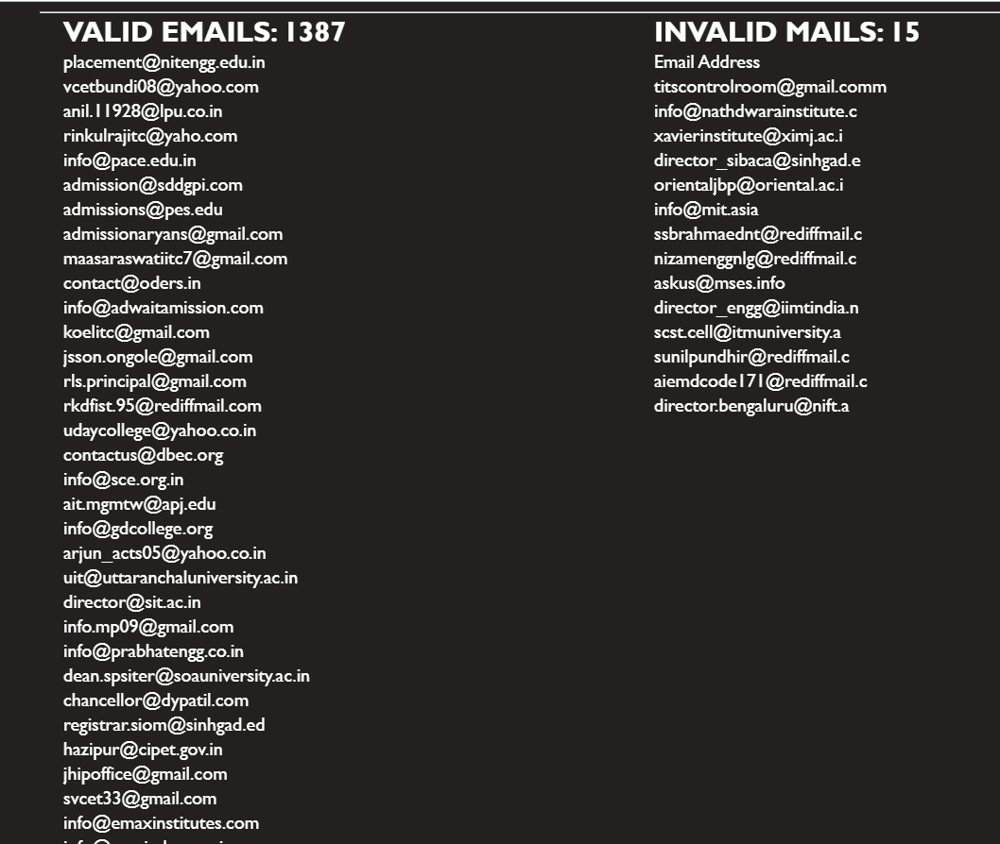 VALID EMAILS: 1387
placement@nitengg.edu.in
vcetbundi08@yahoo.com
anil.11928@lpu.co.in
rinkulrajitc@yaho.com
info@pace.edu.in
admission@sddgpi.com
admissions@pes.edu
admissionaryans@gmail.com
maasaraswatiitc7@gmail.com
contact@oders.in
info@adwaitamission.com
koelitc@gmail.com
jsson.ongole@gmail.com
rls.principal@gmail.com
rkdfist.95@rediffmail.com
udaycollege@yahoo.co.in
contactus@dbec.org
info@sce.org.in
ait.mgmtw@apj.edu
info@gdcollege.org
arjun_acts05@yahoo.co.in
uit@uttaranchaluniversity.ac.in
director@sit.ac.in
info.mp09@gmail.com
info@prabhatengg.co.in
dean.spsiter@soauniversity.ac.in
chancellor@dypatil.com
registrar.siom@sinhgad.ed
hazipur@cipet.gov.in
jhipoffice@gmail.com
svcet33@gmail.com
info@emaxinstitutes.com
INVALID MAILS: 15
Email Address
titscontrolroom@gmail.comm
info@nathdwarainstitute.c
xavierinstitute@ximj.ac.i
director_sibaca@sinhgad.e
orientaljbp@oriental.ac.i
info@mit.asia
ssbrahmaednt@rediffmail.c
nizamenggnlg@rediffmail.c
askus@mses.info
director_engg@iimtindia.n
scst.cell@itmuniversity.a
sunilpundhir@rediffmail.c
aiemdcode171@rediffmail.c
director.bengaluru@nift.a